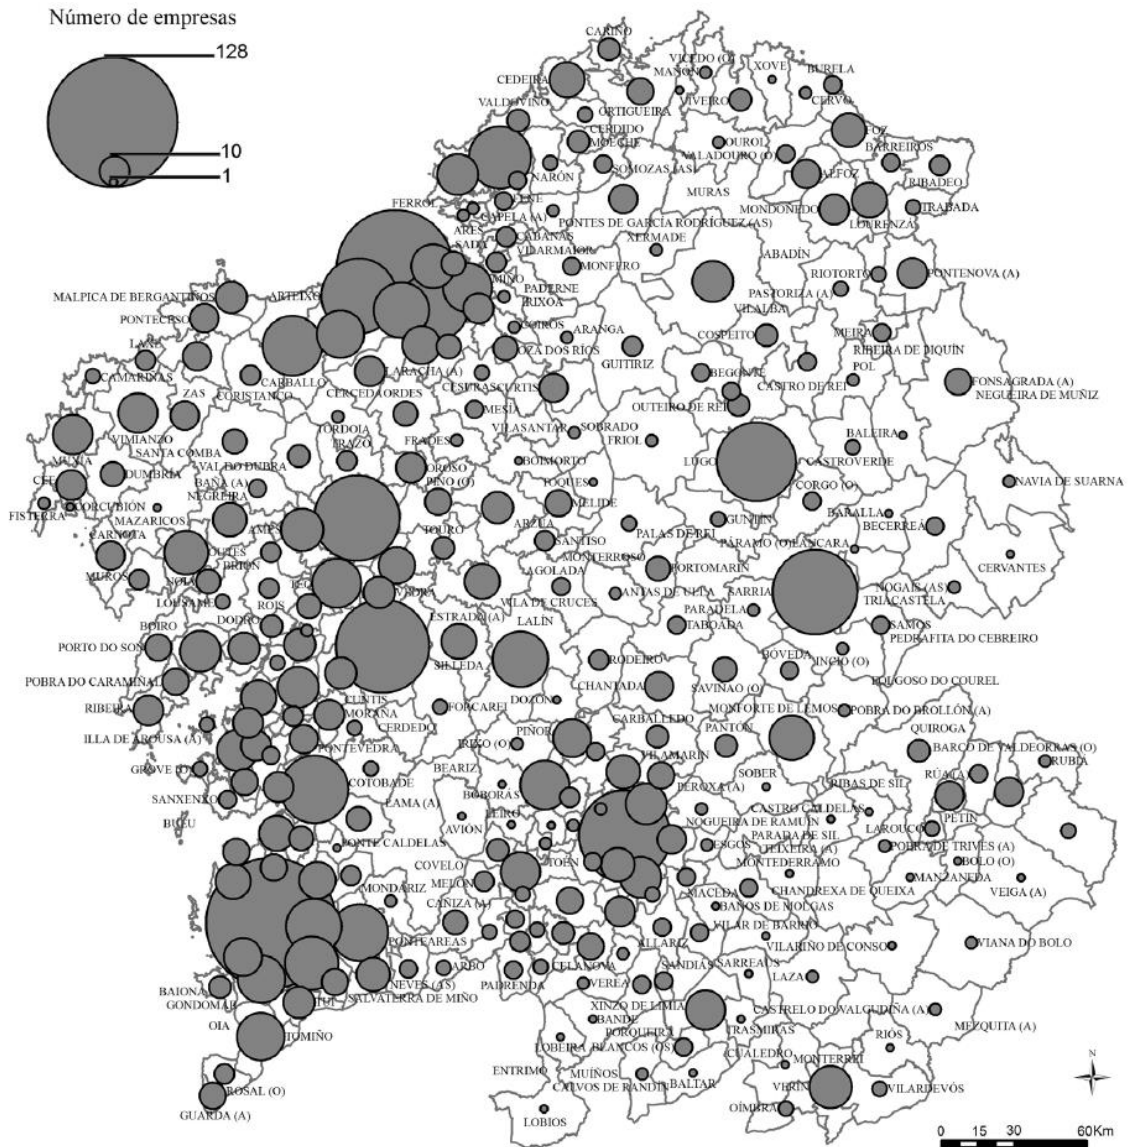 Número de empresas
128
10
1
CARIÑO
VICEDO (O)
MAÑÓN
XOVE
BURELA
CEDEIRA
VIVEIRO
CERVO
ORTIGUEIRA
VALDOVIÑO
CERDIDO
MOECHE
OUROL
FOZ
VALADOURO (O)
BARREIROS
NARÓN
SOMOZAS (AS)
ALFOZ
RIBADEO
MURAS
FENE
FERROL
CAPELA (A)
PONTES DE GARCÍA RODRÍGUEZ (AS)
MONDOÑEDO
TRABADA
LOURENZÁ
ARES
SADA
CABANAS
VILARMAIOR
XERMADE
ABADÍN
MONFERO
RIOTORTO
PONTENOVA (A)
MIÑO
PADERNE
IRIXOA
PASTORIZA (A)
VILALBA
MALPICA DE BERGANTIÑOS
ARTEIXO
PONTECESO
COIRÓS
ARANGA
COSPEITO
MEIRA
RIBEIRA DE PIQUÍN
LAXE
OZA DOS RÍOS
GUITIRIZ
CAMARIÑAS
CARBALLO
LARACHA (A)
CESURAS
CURTIS
BEGONTE
CASTRO DE REI
POL
FONSAGRADA (A)
NEGUEIRA DE MUÑIZ
ZAS
CORISTANCO
CERCEDA
ORDES
OUTEIRO DE REI
MESÍA
VIMIANZO
TORDOIA
VILASANTAR
SOBRADO
SANTA COMBA
TRAZO
FRADES
FRIOL
BALEIRA
MUXÍA
VAL DO DUBRA
BOIMORTO
LUGO
CASTROVERDE
CEE
DUMBRÍA
BAÑA (A)
OROSO
PINO (O)
TOQUES
CORGO (O)
NAVIA DE SUARNA
NEGREIRA
FISTERRA
CORCUBIÓN
MELIDE
MAZARICOS
AMES
TOURO
ARZÚA
GUNTÍN
BARALLA
BECERREÁ
CARNOTA
PALAS DE REI
SANTISO
PÁRAMO (O)
LÁNCARA
OUTES
BRIÓN
MONTERROSO
CERVANTES
MUROS
NOIA
TEO
VEDRA
AGOLADA
PORTOMARÍN
NOGAIS (AS)
LOUSAME
ROIS
VILA DE CRUCES
ANTAS DE ULLA
SARRIA
TRIACASTELA
PARADELA
DODRO
ESTRADA (A)
LALÍN
TABOADA
SAMOS
BOIRO
PEDRAFITA DO CEBREIRO
PORTO DO SON
SILLEDA
RODEIRO
BÓVEDA
INCIO (O)
POBRA DO CARAMIÑAL
CHANTADA
SAVIÑAO (O)
FOLGOSO DO COUREL
CUNTIS
DOZÓN
RIBEIRA
MORAÑA
FORCAREI
MONFORTE DE LEMOS
POBRA DO BROLLÓN (A)
CERDEDO
CARBALLEDO
PANTÓN
QUIROGA
ILLA DE AROUSA (A)
PIÑOR
PONTEVEDRA
IRIXO (O)
VILAMARÍN
BARCO DE VALDEORRAS (O)
RUBIÁ
GROVE (O)
BEARIZ
SOBER
COTOBADE
RIBAS DE SIL
RÚA (A)
PEROXA (A)
SANXENXO
LAMA (A)
BOBORÁS
CASTRO CALDELAS
PETÍN
BUEU
LEIRO
NOGUEIRA DE RAMUÍN
AVIÓN
PARADA DE SIL
LAROUCO
PONTE CALDELAS
ESGOS
TEIXEIRA (A)
POBRA DE TRIVES (A)
COVELO
TOÉN
MONTEDERRAMO
BOLO (O)
MELÓN
MACEDA
CHANDREXA DE QUEIXA
MANZANEDA
VEIGA (A)
MONDARIZ
CAÑIZA (A)
BAÑOS DE MOLGAS
VILAR DE BARRIO
PONTEAREAS
ALLARIZ
VILARIÑO DE CONSO
VIANA DO BOLO
ARBO
CELANOVA
SANDIÁS
SARREAUS
BAIONA
NEVES (AS)
PADRENDA
VEREA
LAZA
GONDOMAR
SALVATERRA DE MIÑO
TUI
XINZO DE LIMIA
OIA
BANDE
TRASMIRAS
CASTRELO DO VAL
GUDIÑA (A)
PORQUEIRA
MEZQUITA (A)
TOMIÑO
LOBEIRA
BLANCOS (OS)
CUALEDRO
RIÓS
ENTRIMO
MUÍÑOS
MONTERREI
CALVOS DE RANDÍN
BALTAR
VERÍN
VILARDEVÓS
ROSAL (O)
GUARDA (A)
OÍMBRA
LOBIOS
N
0 15 30 60 Km